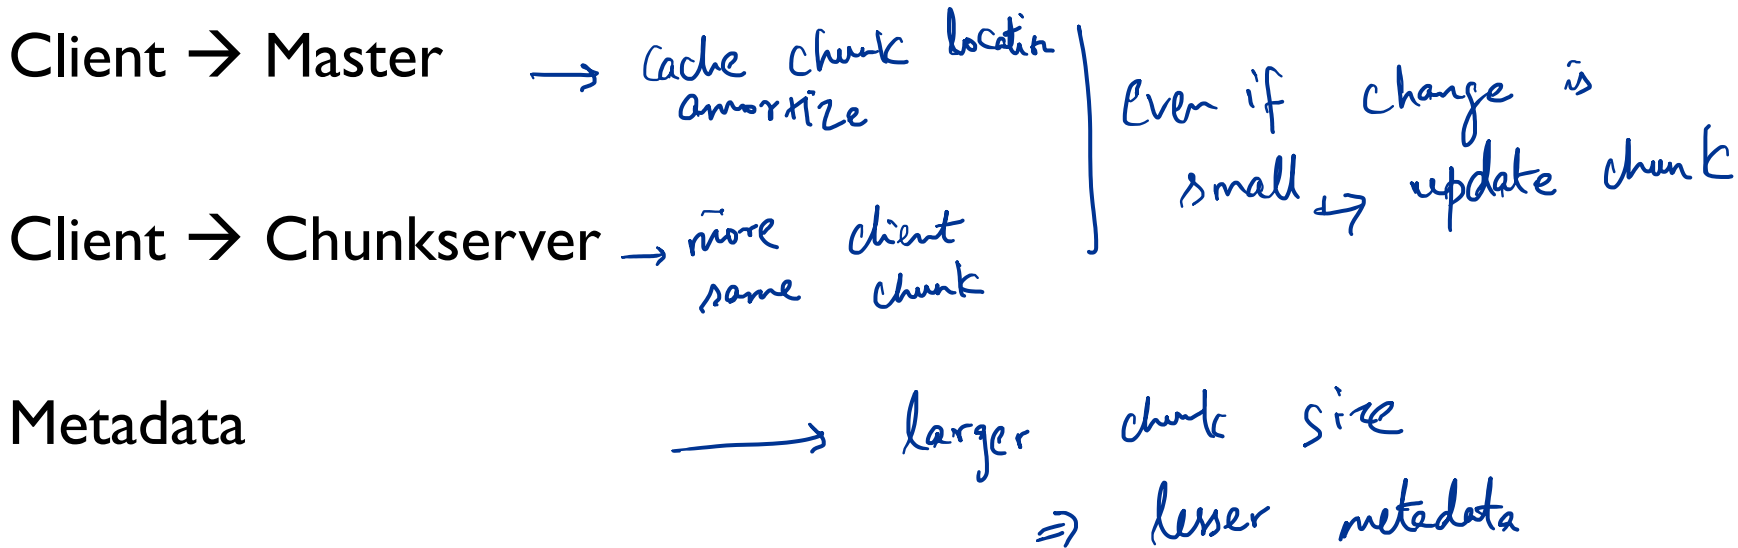 Client → Master → cache chunk location
amortize
Even if change is
small → update chunk
Client → Chunkserver → more client
same chunk
Metadata → larger chunk size
⇒ lesser metadata